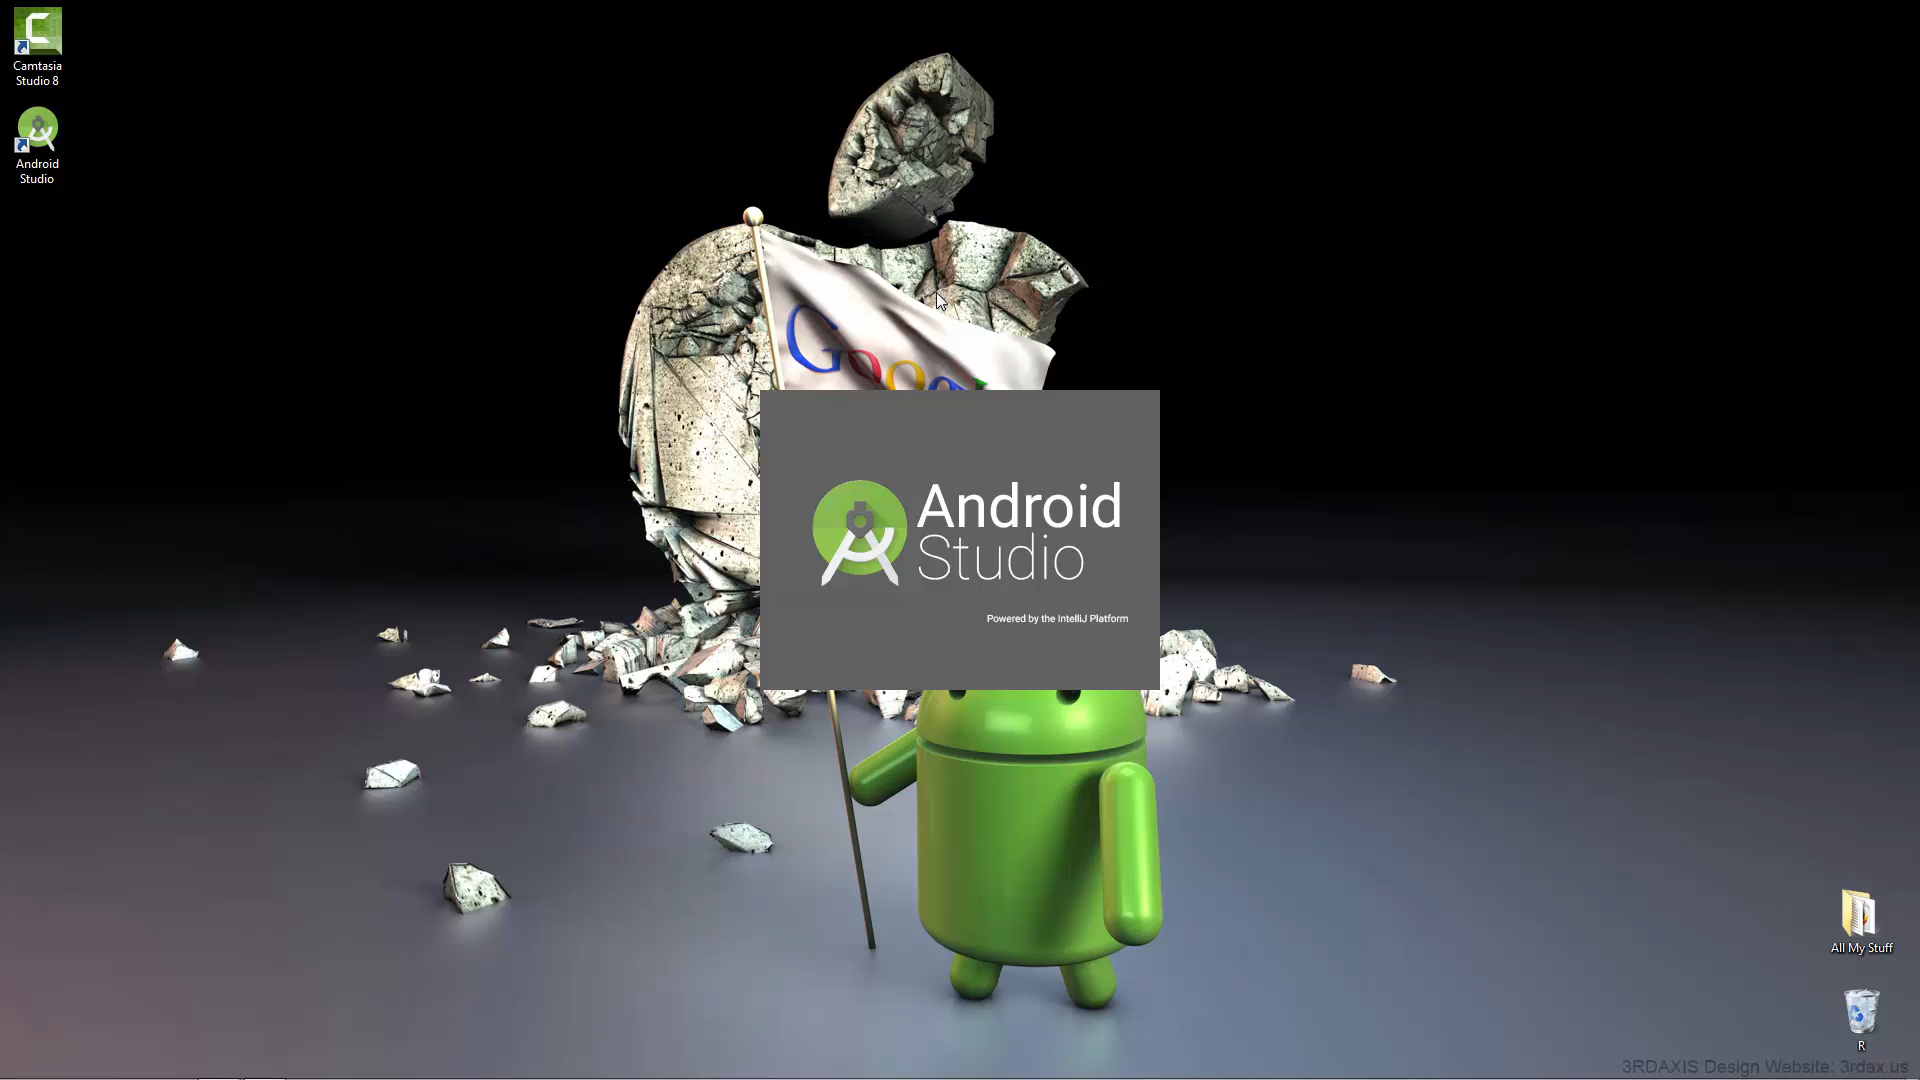 Camtasia
Studio 8
Android
Studio
Android
Studio
Powered by the IntelliJ Platform
All My Stuff
R
3RDAXIS Design Website: 3rdax.us